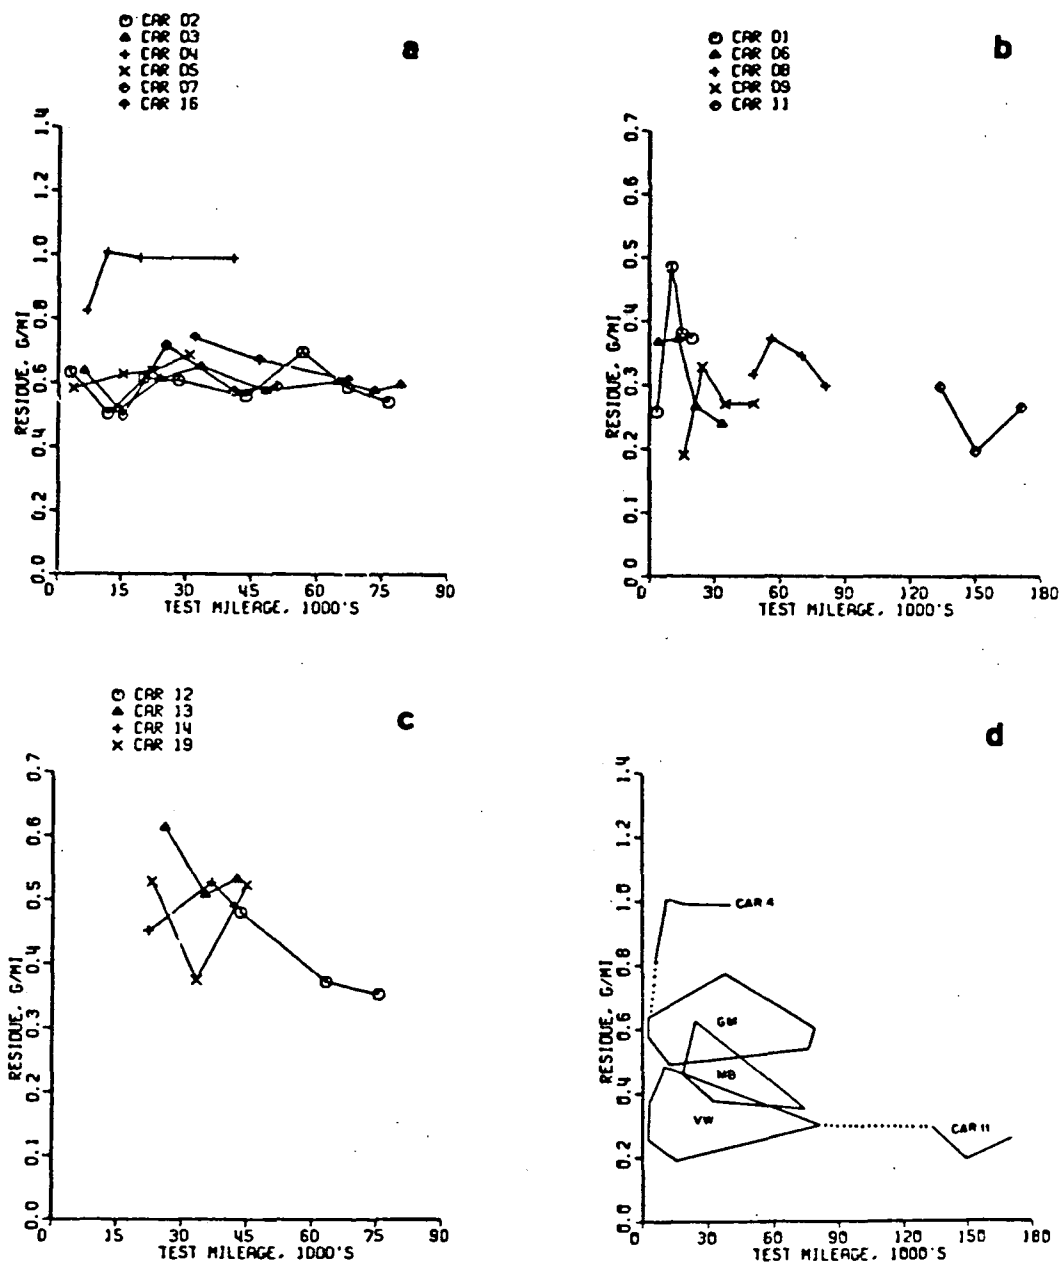 CAR 02
CAR 03
CAR 04
CAR 05
CAR 07
CAR 16
a
1.4
1.2
1.0
0.8
0.6
0.4
0.2
0.0
RESIDUE, G/MI
0 15 30 45 60 75 90
TEST MILEAGE, 1000'S
CAR 01
CAR 06
CAR 08
CAR 09
CAR 11
b
0.7
0.6
0.5
0.4
0.3
0.2
0.1
0.0
RESIDUE, G/MI
0 30 60 90 120 150 180
TEST MILEAGE, 1000'S
CAR 12
CAR 13
CAR 14
CAR 19
c
0.7
0.6
0.5
0.4
0.3
0.2
0.1
0.0
RESIDUE, G/MI
0 15 30 45 60 75 90
TEST MILEAGE, 1000'S
d
1.4
1.2
1.0
0.8
0.6
0.4
0.2
0.0
RESIDUE, G/MI
CAR 4
GM
MB
VW
CAR 11
0 30 60 90 120 150 180
TEST MILEAGE, 1000'S